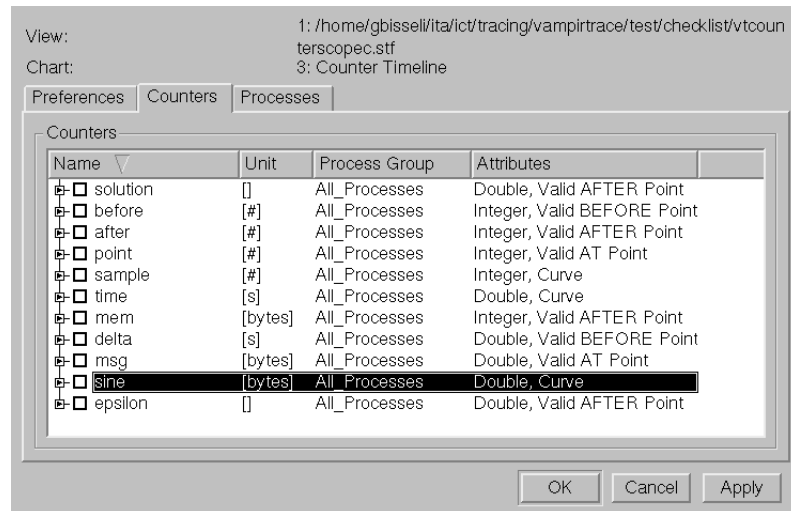 View: 1: /home/gbisseli/ita/ict/tracing/vampirtrace/test/checklist/vtcoun
terscopec.stf
Chart: 3: Counter Timeline
Preferences Counters Processes
Counters
Name Unit Process Group Attributes
solution [] All_Processes Double, Valid AFTER Point
before [#] All_Processes Integer, Valid BEFORE Point
after [#] All_Processes Integer, Valid AFTER Point
point [#] All_Processes Integer, Valid AT Point
sample [#] All_Processes Integer, Curve
time [s] All_Processes Double, Curve
mem [bytes] All_Processes Integer, Valid AFTER Point
delta [s] All_Processes Double, Valid BEFORE Point
msg [bytes] All_Processes Double, Valid AT Point
sine [bytes] All_Processes Double, Curve
epsilon [] All_Processes Double, Valid AFTER Point
OK Cancel Apply